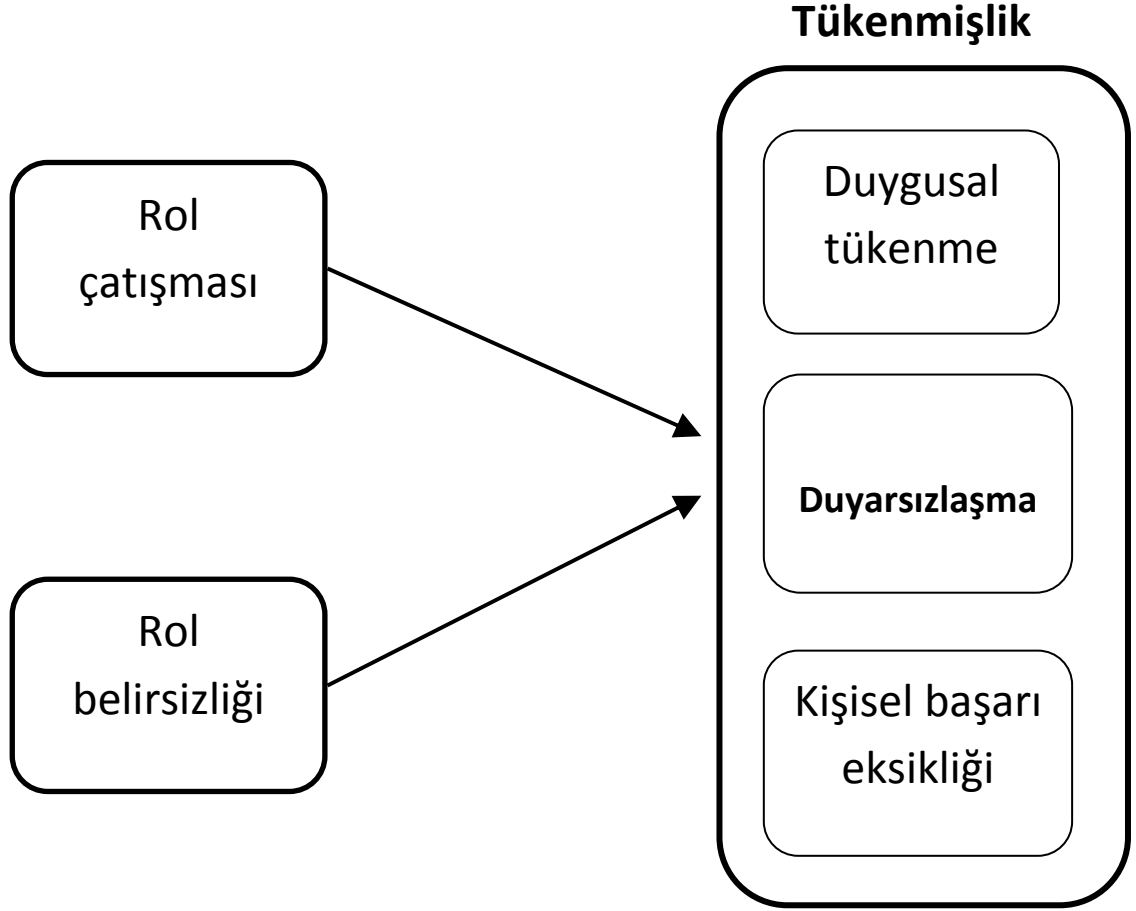 Tükenmişlik
Rol
çatışması
Rol
belirsizliği
Duygusal
tükenme
Duyarsızlaşma
Kişisel başarı
eksikliği